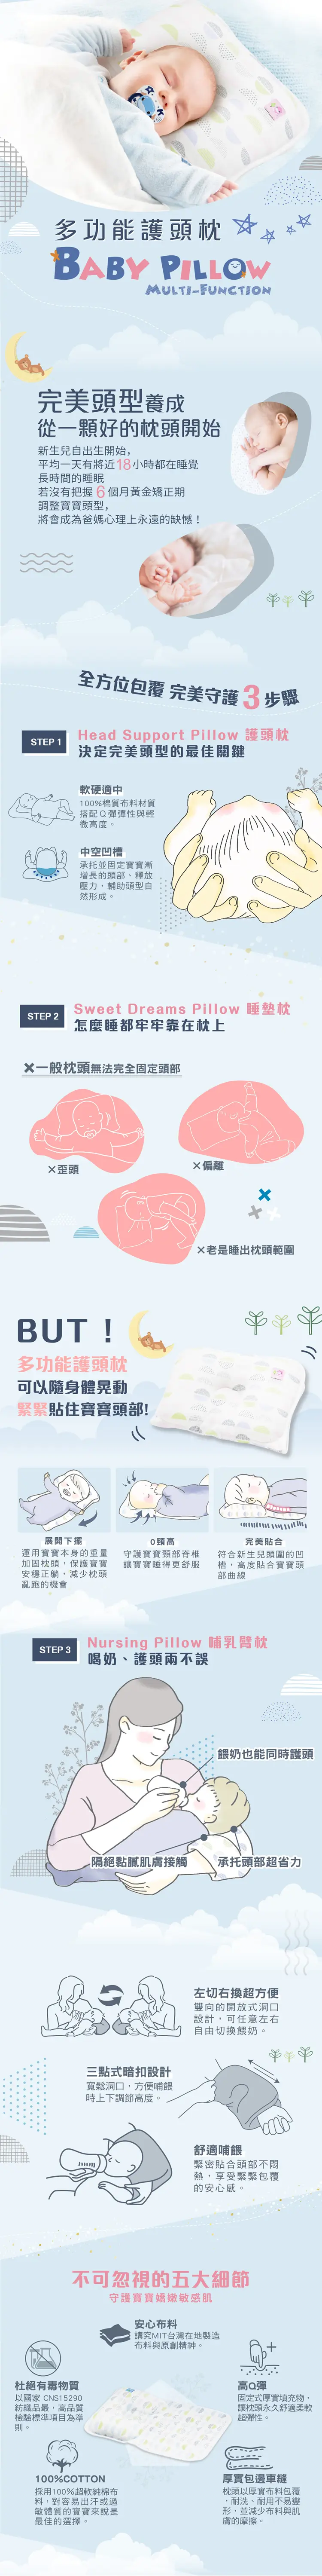 多功能護頭枕
BABY PILLOW
MULTI-FUNCTION
完美頭型養成
從一顆好的枕頭開始
新生兒自出生開始，
平均一天有將近18小時都在睡覺
長時間的睡眠
若沒有把握6個月黃金矯正期
調整寶寶頭型，
將會成為爸媽心理上永遠的缺憾！
全方位包覆 完美守護3步驟
STEP 1
Head Support Pillow 護頭枕
決定完美頭型的最佳關鍵
軟硬適中
100%棉質布料材質
搭配Q彈彈性與輕
微高度。
中空凹槽
承托並固定寶寶漸
增長的頭部、釋放
壓力，輔助頭型自
然形成。
STEP 2
Sweet Dreams Pillow 睡墊枕
怎麼睡都牢牢靠在枕上
✕一般枕頭無法完全固定頭部
✕歪頭
✕偏離
✕老是睡出枕頭範圍
BUT！
多功能護頭枕
可以隨身體晃動
緊緊貼住寶寶頭部!
展開下擺
運用寶寶本身的重量
加固枕頭，保護寶寶
安穩正躺，減少枕頭
亂跑的機會
0頸高
守護寶寶頸部脊椎
讓寶寶睡得更舒服
完美貼合
符合新生兒頭圍的凹
槽，高度貼合寶寶頭
部曲線
STEP 3
Nursing Pillow 哺乳臂枕
喝奶、護頭兩不誤
餵奶也能同時護頭
隔絕黏膩肌膚接觸
承托頭部超省力
左切右換超方便
雙向的開放式洞口
設計，可任意左右
自由切換餵奶。
三點式暗扣設計
寬鬆洞口，方便哺餵
時上下調節高度。
舒適哺餵
緊密貼合頭部不悶
熱，享受緊緊包覆
的安心感。
不可忽視的五大細節
守護寶寶嬌嫩敏感肌
安心布料
講究MIT台灣在地製造
布料與原創精神。
杜絕有毒物質
以國家 CNS15290
紡織品最，高品質
檢驗標準項目為準
則。
高Q彈
固定式厚實填充物，
讓枕頭永久舒適柔軟
超彈性。
100%COTTON
採用100%超軟純棉布
料，對容易出汗或過
敏體質的寶寶來說是
最佳的選擇。
厚實包邊車縫
枕頭以厚實布料包覆
，耐洗、耐用不易變
形，並減少布料與肌
膚的摩擦。